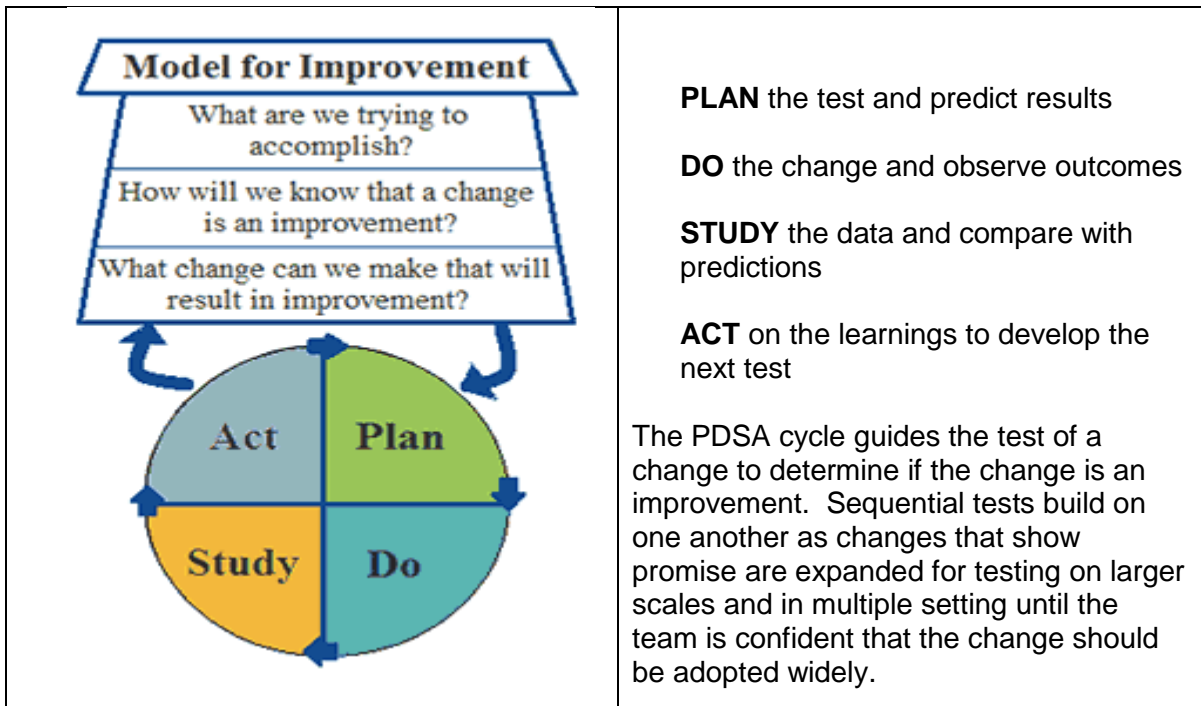 Model for Improvement
What are we trying to
accomplish?
How will we know that a change
is an improvement?
What change can we make that will
result in improvement?
Act
Plan
Study
Do
PLAN the test and predict results
DO the change and observe outcomes
STUDY the data and compare with
predictions
ACT on the learnings to develop the
next test
The PDSA cycle guides the test of a
change to determine if the change is an
improvement.  Sequential tests build on
one another as changes that show
promise are expanded for testing on larger
scales and in multiple setting until the
team is confident that the change should
be adopted widely.